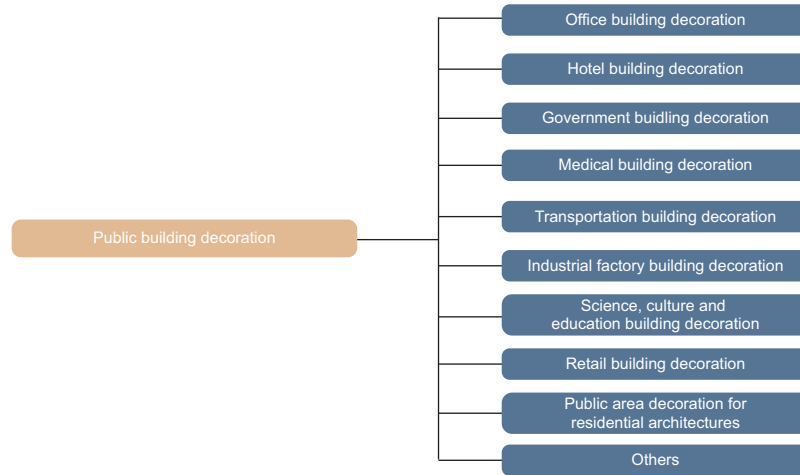 Office building decoration
Hotel building decoration
Government buidling decoration
Medical building decoration
Transportation building decoration
Public building decoration
Industrial factory building decoration
Science, culture and
education building decoration
Retail building decoration
Public area decoration for
residential architectures
Others